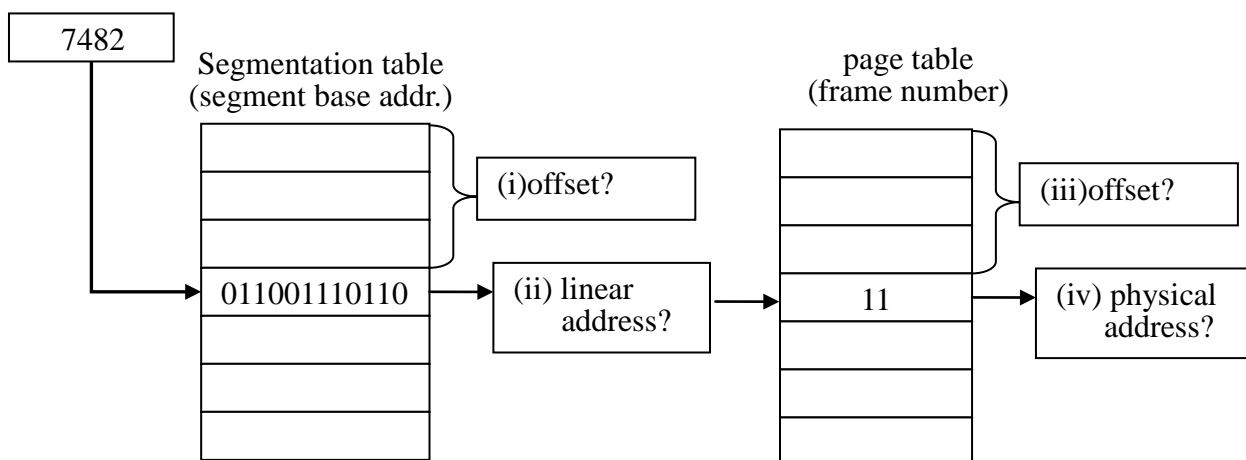 7482
Segmentation table
(segment base addr.)
page table
(frame number)
(i)offset?
(iii)offset?
011001110110
(ii) linear
address?
11
(iv) physical
address?